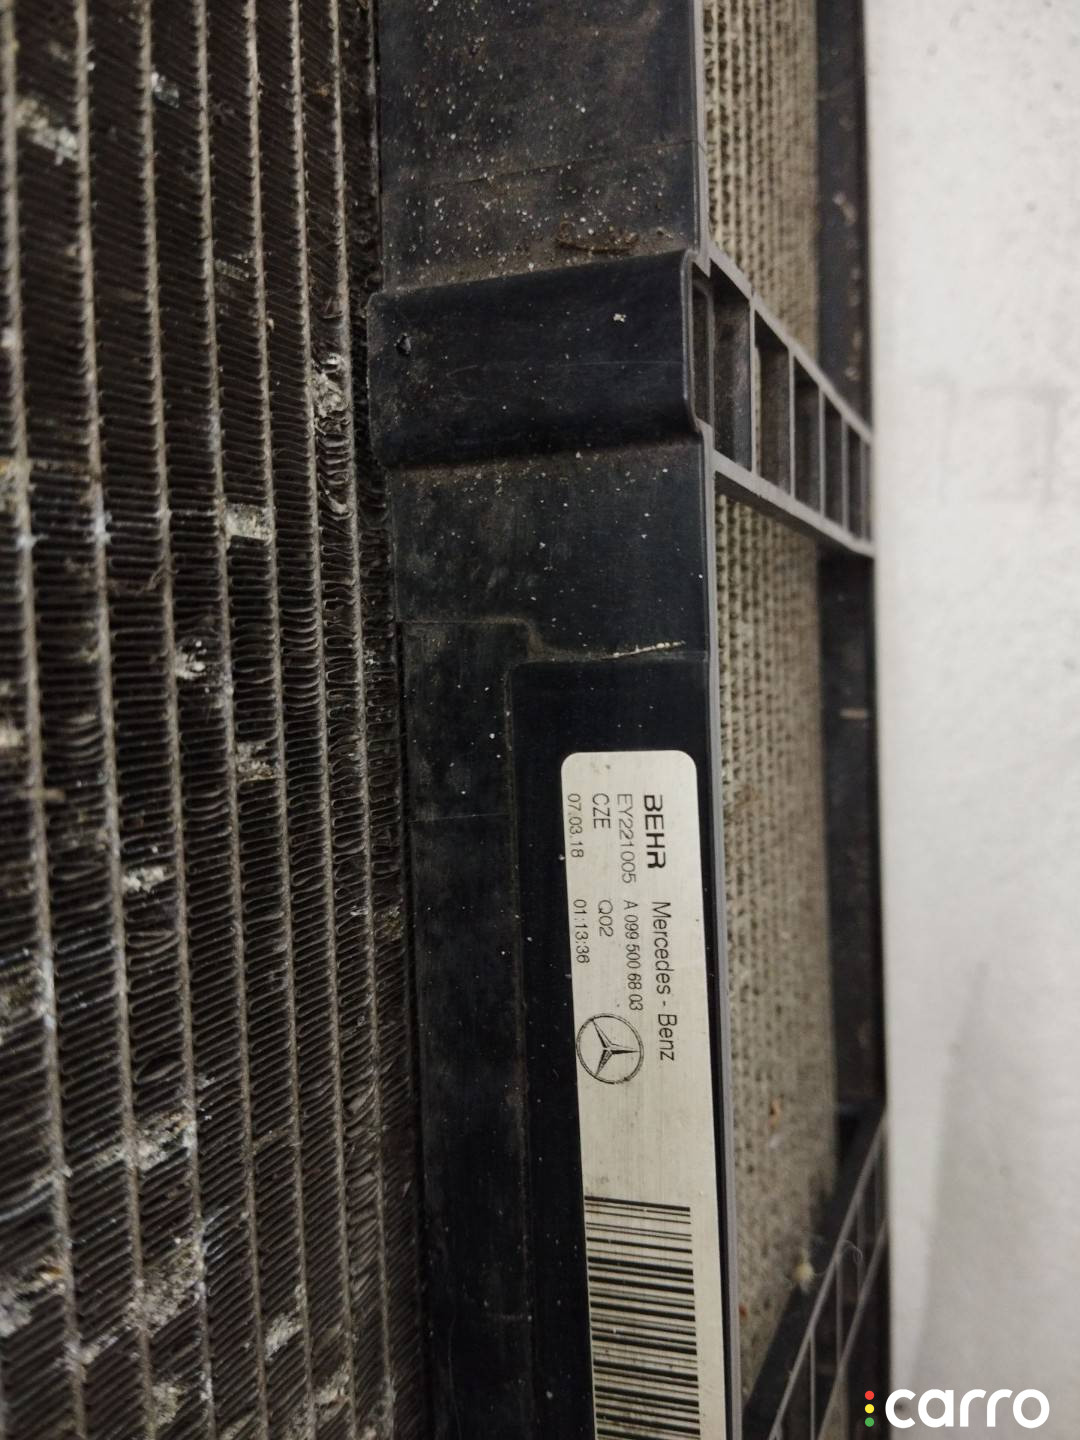 BEHR Mercedes - Benz
EY221005 A 099 500 68 03
CZE Q02
07.03.18 01:13:36
carro